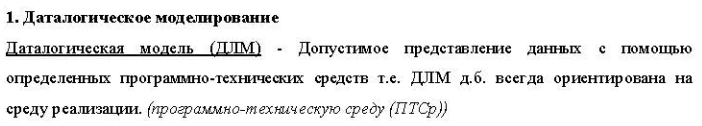 1. Даталогическое моделирование
Даталогическая модель (ДЛМ) - Допустимое представление данных с помощью
определенных программно-технических средств т.е. ДЛМ д.б. всегда ориентирована на
среду реализации. (программно-техническую среду (ПТСр))